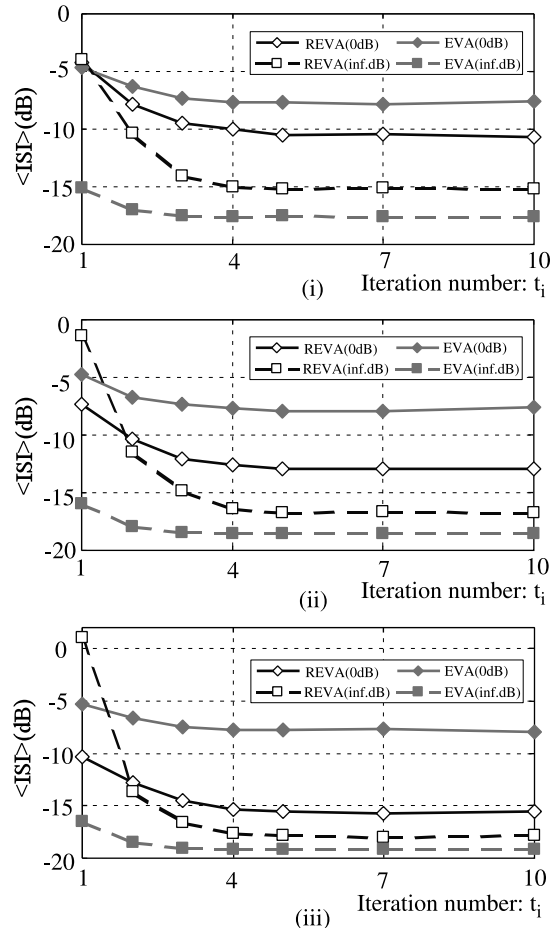 0
-5
-10
-15
-20
<ISI>(dB)
REVA(0dB) EVA(0dB)
REVA(inf.dB) EVA(inf.dB)
1 4 7 10
(i) Iteration number: t_i
0
-5
-10
-15
-20
<ISI>(dB)
REVA(0dB) EVA(0dB)
REVA(inf.dB) EVA(inf.dB)
1 4 7 10
(ii) Iteration number: t_i
0
-5
-10
-15
-20
<ISI>(dB)
REVA(0dB) EVA(0dB)
REVA(inf.dB) EVA(inf.dB)
1 4 7 10
(iii) Iteration number: t_i